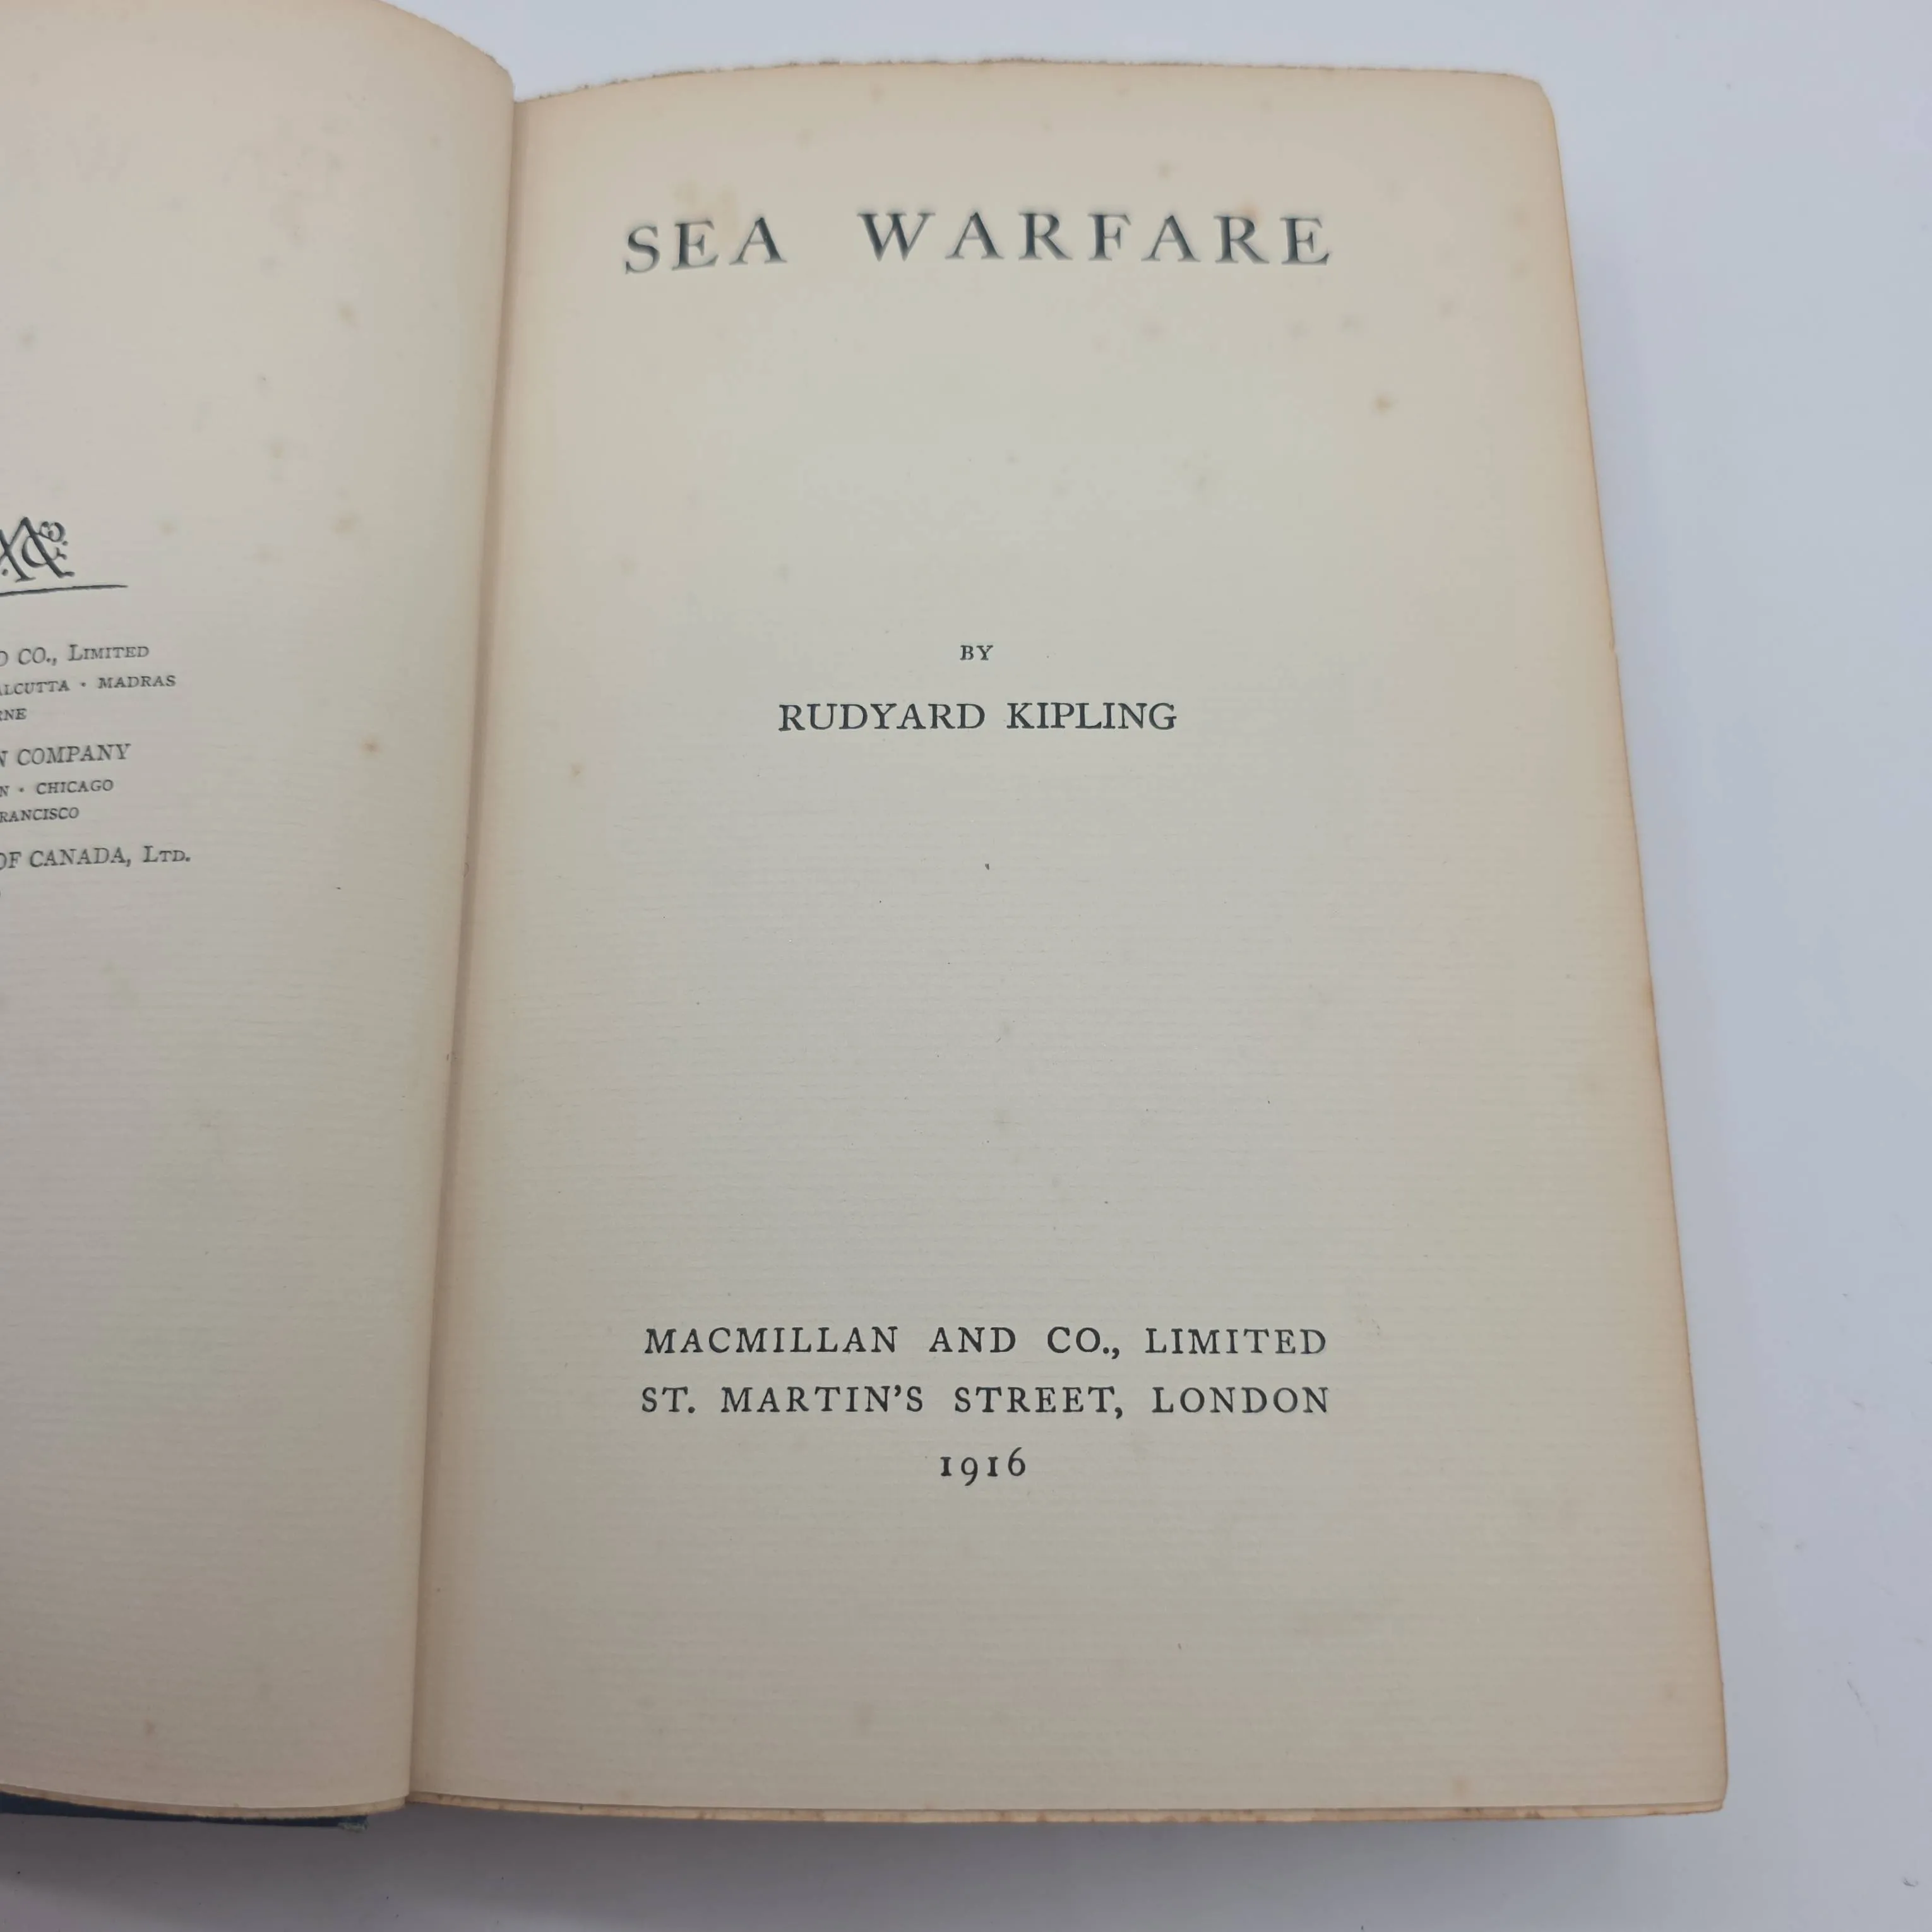 CO., LIMITED
MADRAS
COMPANY
CHICAGO
OF CANADA, LTD.
SEA WARFARE
BY
RUDYARD KIPLING
MACMILLAN AND CO., LIMITED
ST. MARTIN'S STREET, LONDON
1916